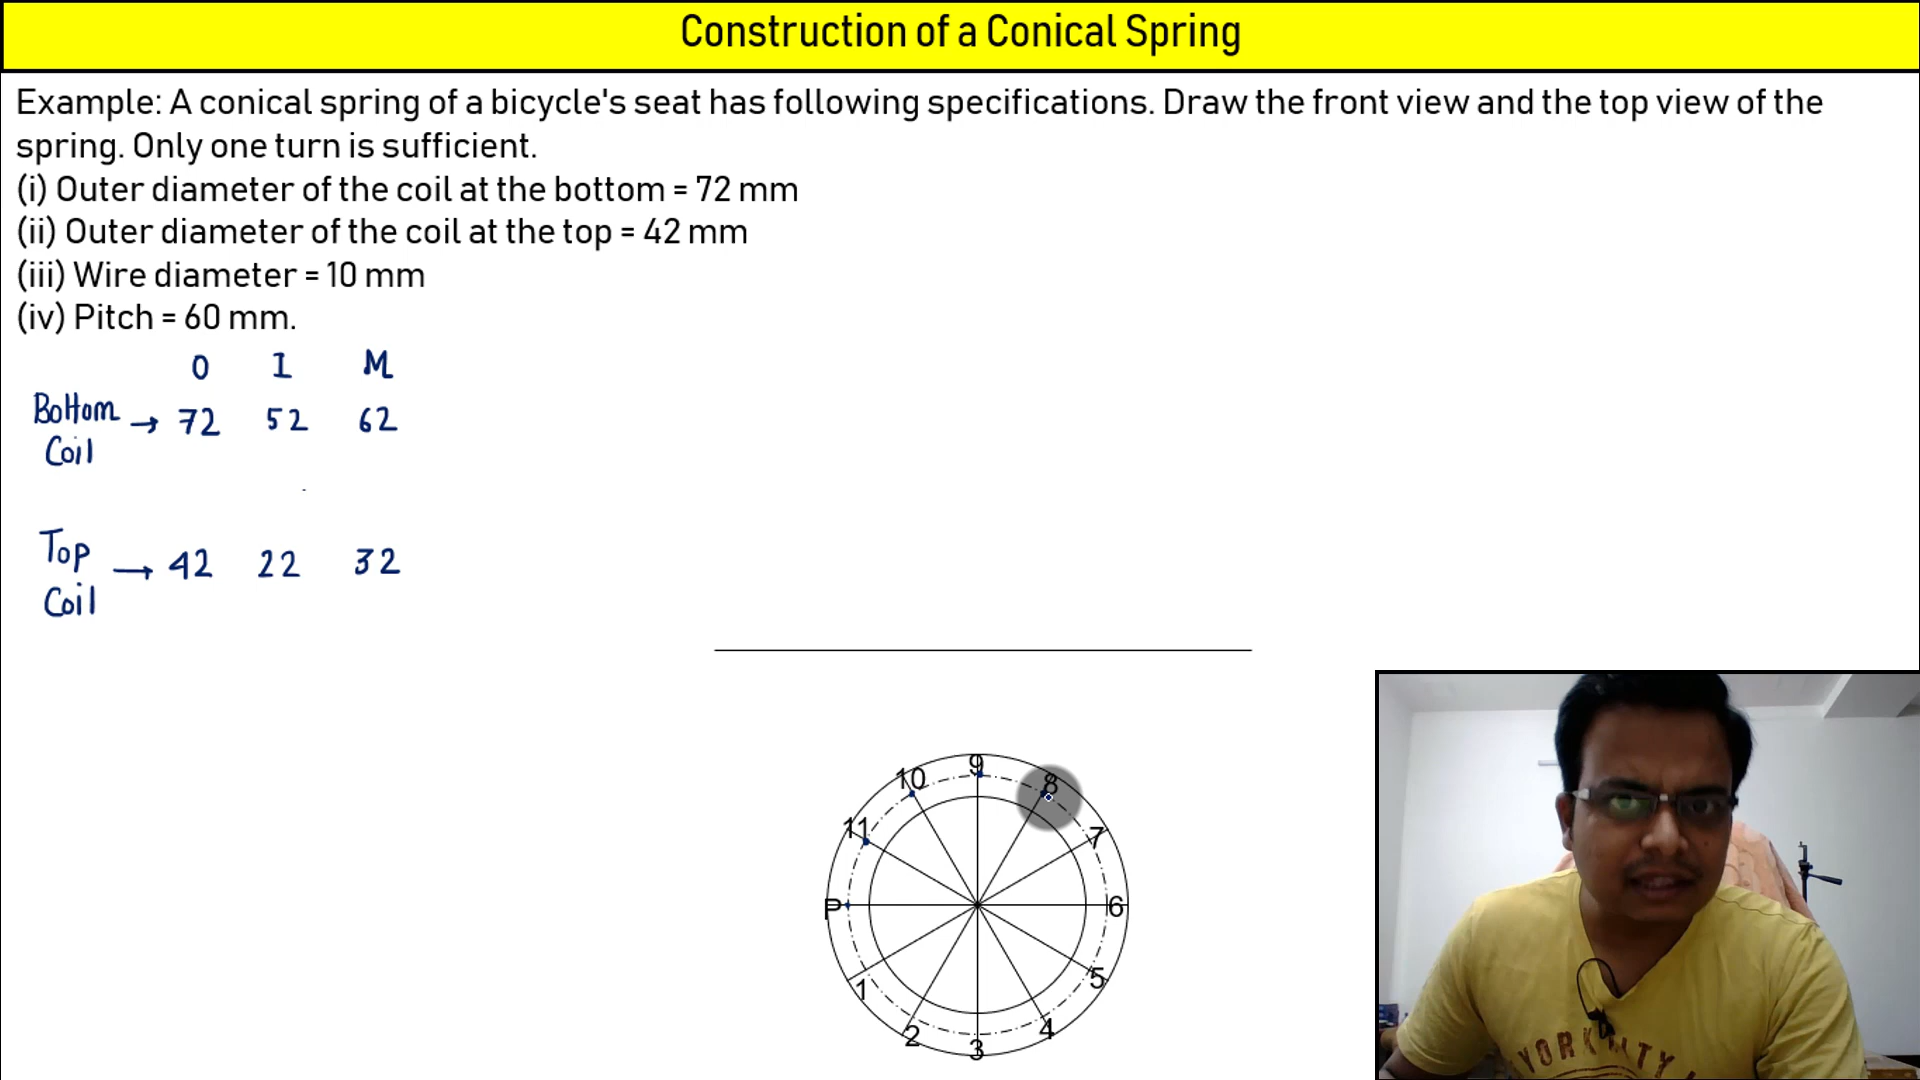 Construction of a Conical Spring
Example: A conical spring of a bicycle's seat has following specifications. Draw the front view and the top view of the
spring. Only one turn is sufficient.
(i) Outer diameter of the coil at the bottom = 72 mm
(ii) Outer diameter of the coil at the top = 42 mm
(iii) Wire diameter = 10 mm
(iv) Pitch = 60 mm.
O I M
Bottom Coil → 72 52 62
Top Coil → 42 22 32
9
10 8
11 7
P 6
1 5
2 4
3
YORK CITY